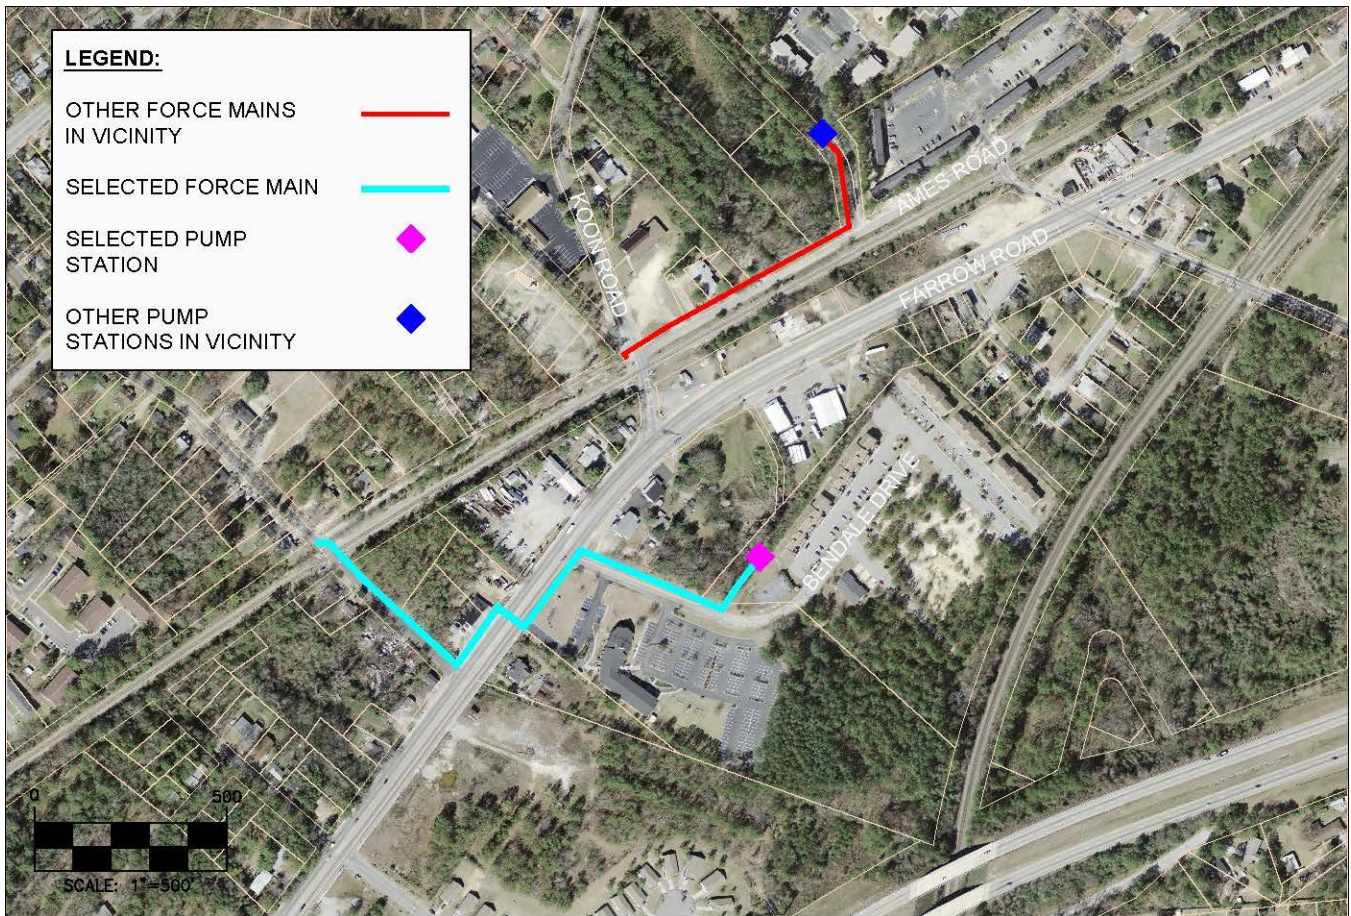 LEGEND:
OTHER FORCE MAINS
IN VICINITY
SELECTED FORCE MAIN
SELECTED PUMP
STATION
OTHER PUMP
STATIONS IN VICINITY
KOON ROAD
AMES ROAD
FARROW ROAD
BENDALE DRIVE
0 500
SCALE: 1"=500'